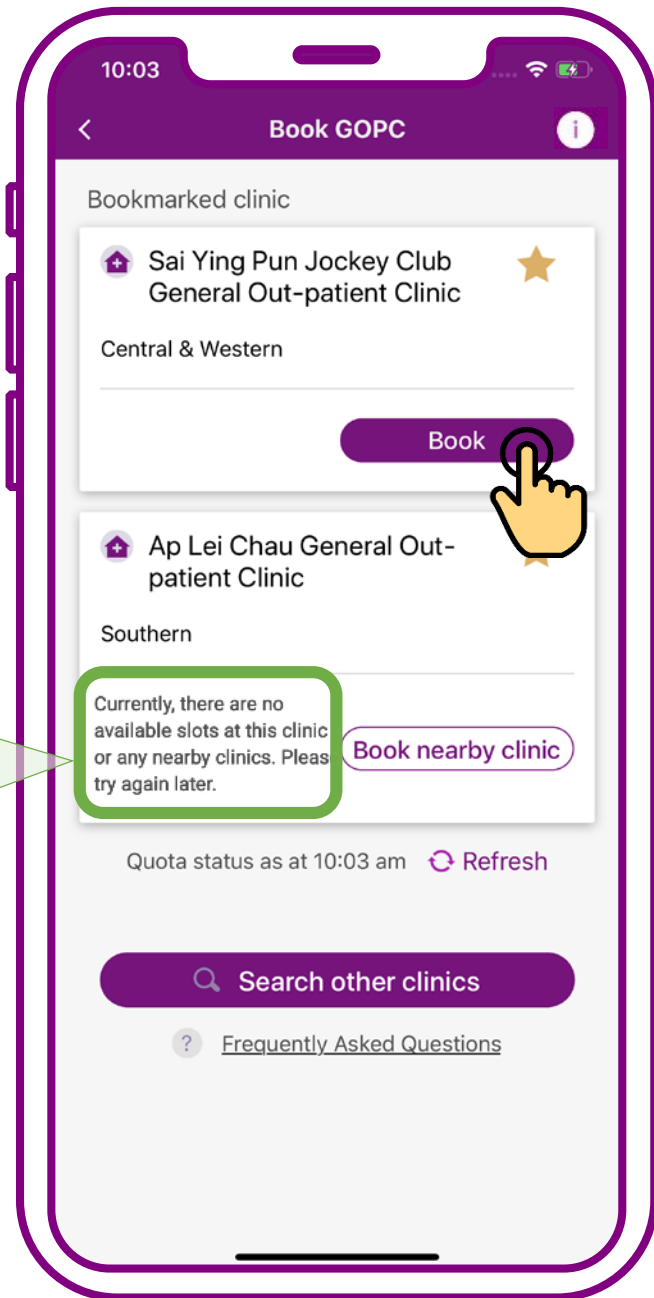 10:03
Book GOPC
i
Bookmarked clinic
Sai Ying Pun Jockey Club
General Out-patient Clinic
Central & Western
Book
Ap Lei Chau General Out-
patient Clinic
Southern
Currently, there are no
available slots at this clinic
or any nearby clinics. Pleas
try again later.
Book nearby clinic
Quota status as at 10:03 am Refresh
Search other clinics
? Frequently Asked Questions